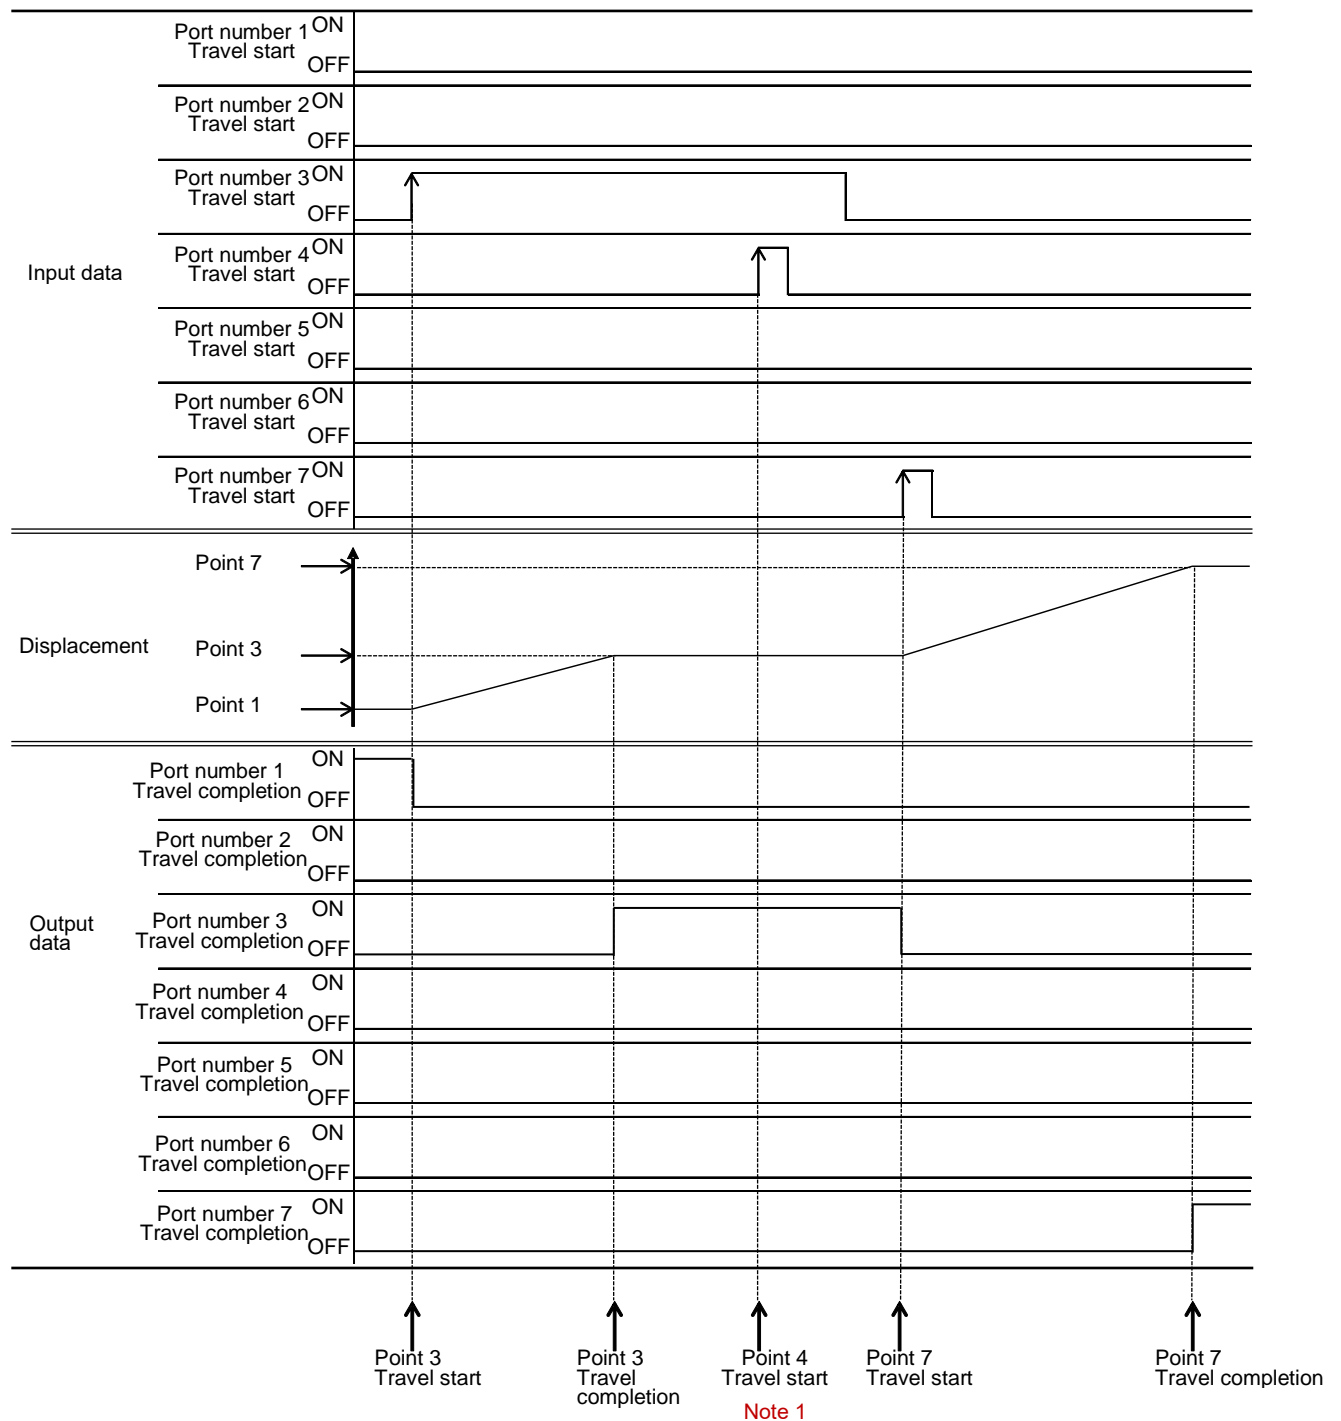 Port number 1 ON
Travel start
OFF
Port number 2 ON
Travel start
OFF
Port number 3 ON
Travel start
OFF
Input data
Port number 4 ON
Travel start
OFF
Port number 5 ON
Travel start
OFF
Port number 6 ON
Travel start
OFF
Port number 7 ON
Travel start
OFF
Point 7
Displacement
Point 3
Point 1
Port number 1 ON
Travel completion
OFF
Port number 2 ON
Travel completion
OFF
Output
data
Port number 3 ON
Travel completion
OFF
Port number 4 ON
Travel completion
OFF
Port number 5 ON
Travel completion
OFF
Port number 6 ON
Travel completion
OFF
Port number 7 ON
Travel completion
OFF
Point 3
Travel start
Point 3
Travel
completion
Point 4
Travel start
Note 1
Point 7
Travel start
Point 7
Travel completion